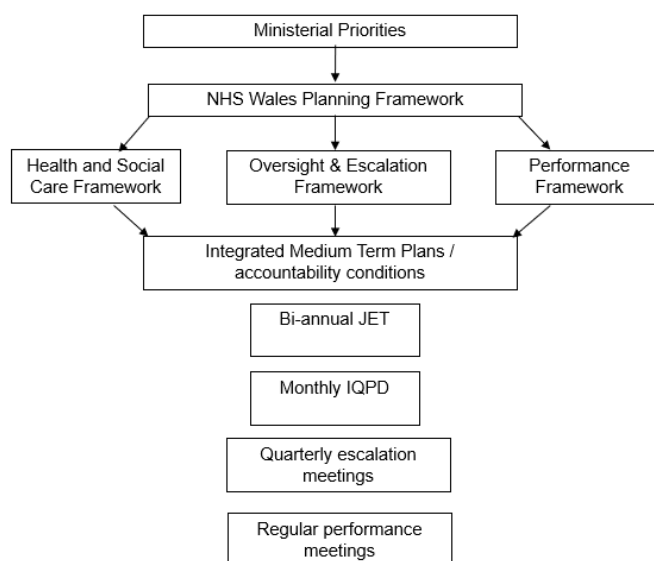 Ministerial Priorities
NHS Wales Planning Framework
Health and Social
Care Framework
Oversight & Escalation
Framework
Performance
Framework
Integrated Medium Term Plans /
accountability conditions
Bi-annual JET
Monthly IQPD
Quarterly escalation
meetings
Regular performance
meetings